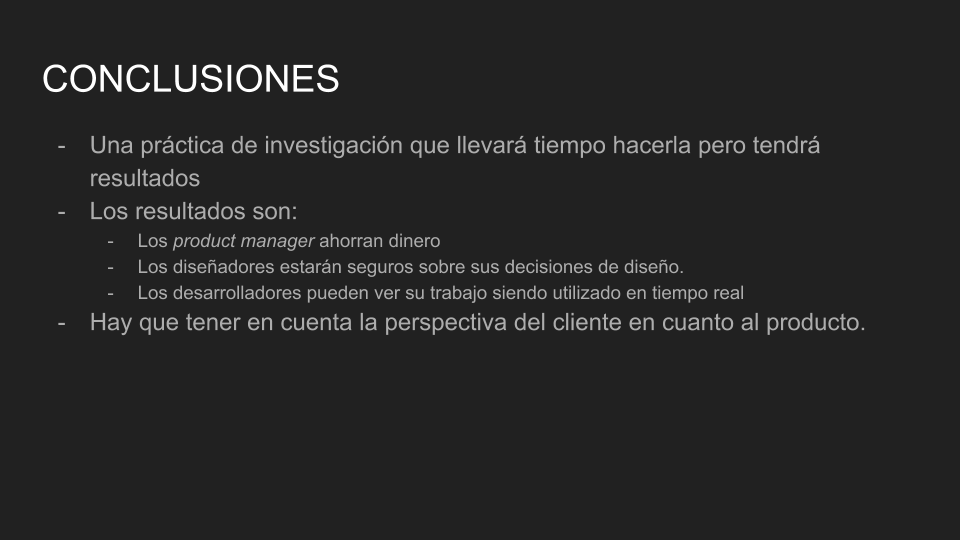 CONCLUSIONES
- Una práctica de investigación que llevará tiempo hacerla pero tendrá
resultados
- Los resultados son:
- Los product manager ahorran dinero
- Los diseñadores estarán seguros sobre sus decisiones de diseño.
- Los desarrolladores pueden ver su trabajo siendo utilizado en tiempo real
- Hay que tener en cuenta la perspectiva del cliente en cuanto al producto.